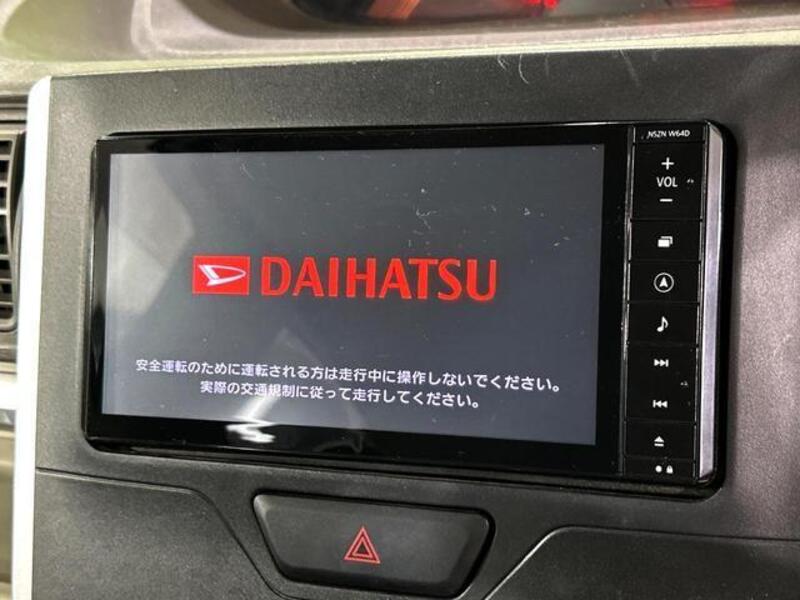 NSZN W64D
+
VOL
−
DAIHATSU
安全運転のために運転される方は走行中に操作しないでください。
実際の交通規制に従って走行してください。